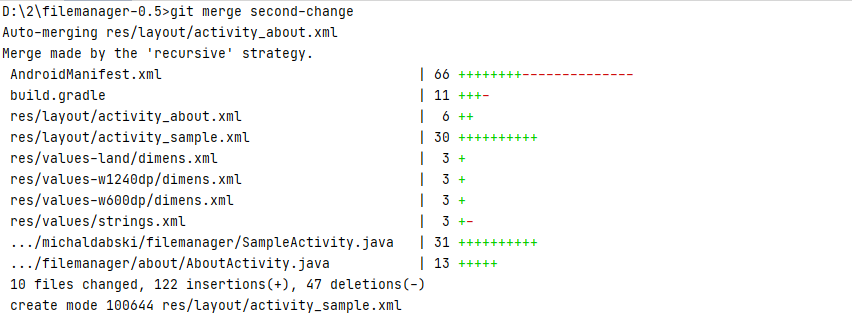 D:\2\filemanager-0.5>git merge second-change
Auto-merging res/layout/activity_about.xml
Merge made by the 'recursive' strategy.
 AndroidManifest.xml                                | 66 ++++++++--------------
 build.gradle                                       | 11 +++-
 res/layout/activity_about.xml                      |  6 ++
 res/layout/activity_sample.xml                     | 30 ++++++++++
 res/values-land/dimens.xml                         |  3 +
 res/values-w1240dp/dimens.xml                      |  3 +
 res/values-w600dp/dimens.xml                       |  3 +
 res/values/strings.xml                             |  3 +-
 .../michaldabski/filemanager/SampleActivity.java   | 31 ++++++++++
 .../filemanager/about/AboutActivity.java           | 13 +++++
 10 files changed, 122 insertions(+), 47 deletions(-)
 create mode 100644 res/layout/activity_sample.xml